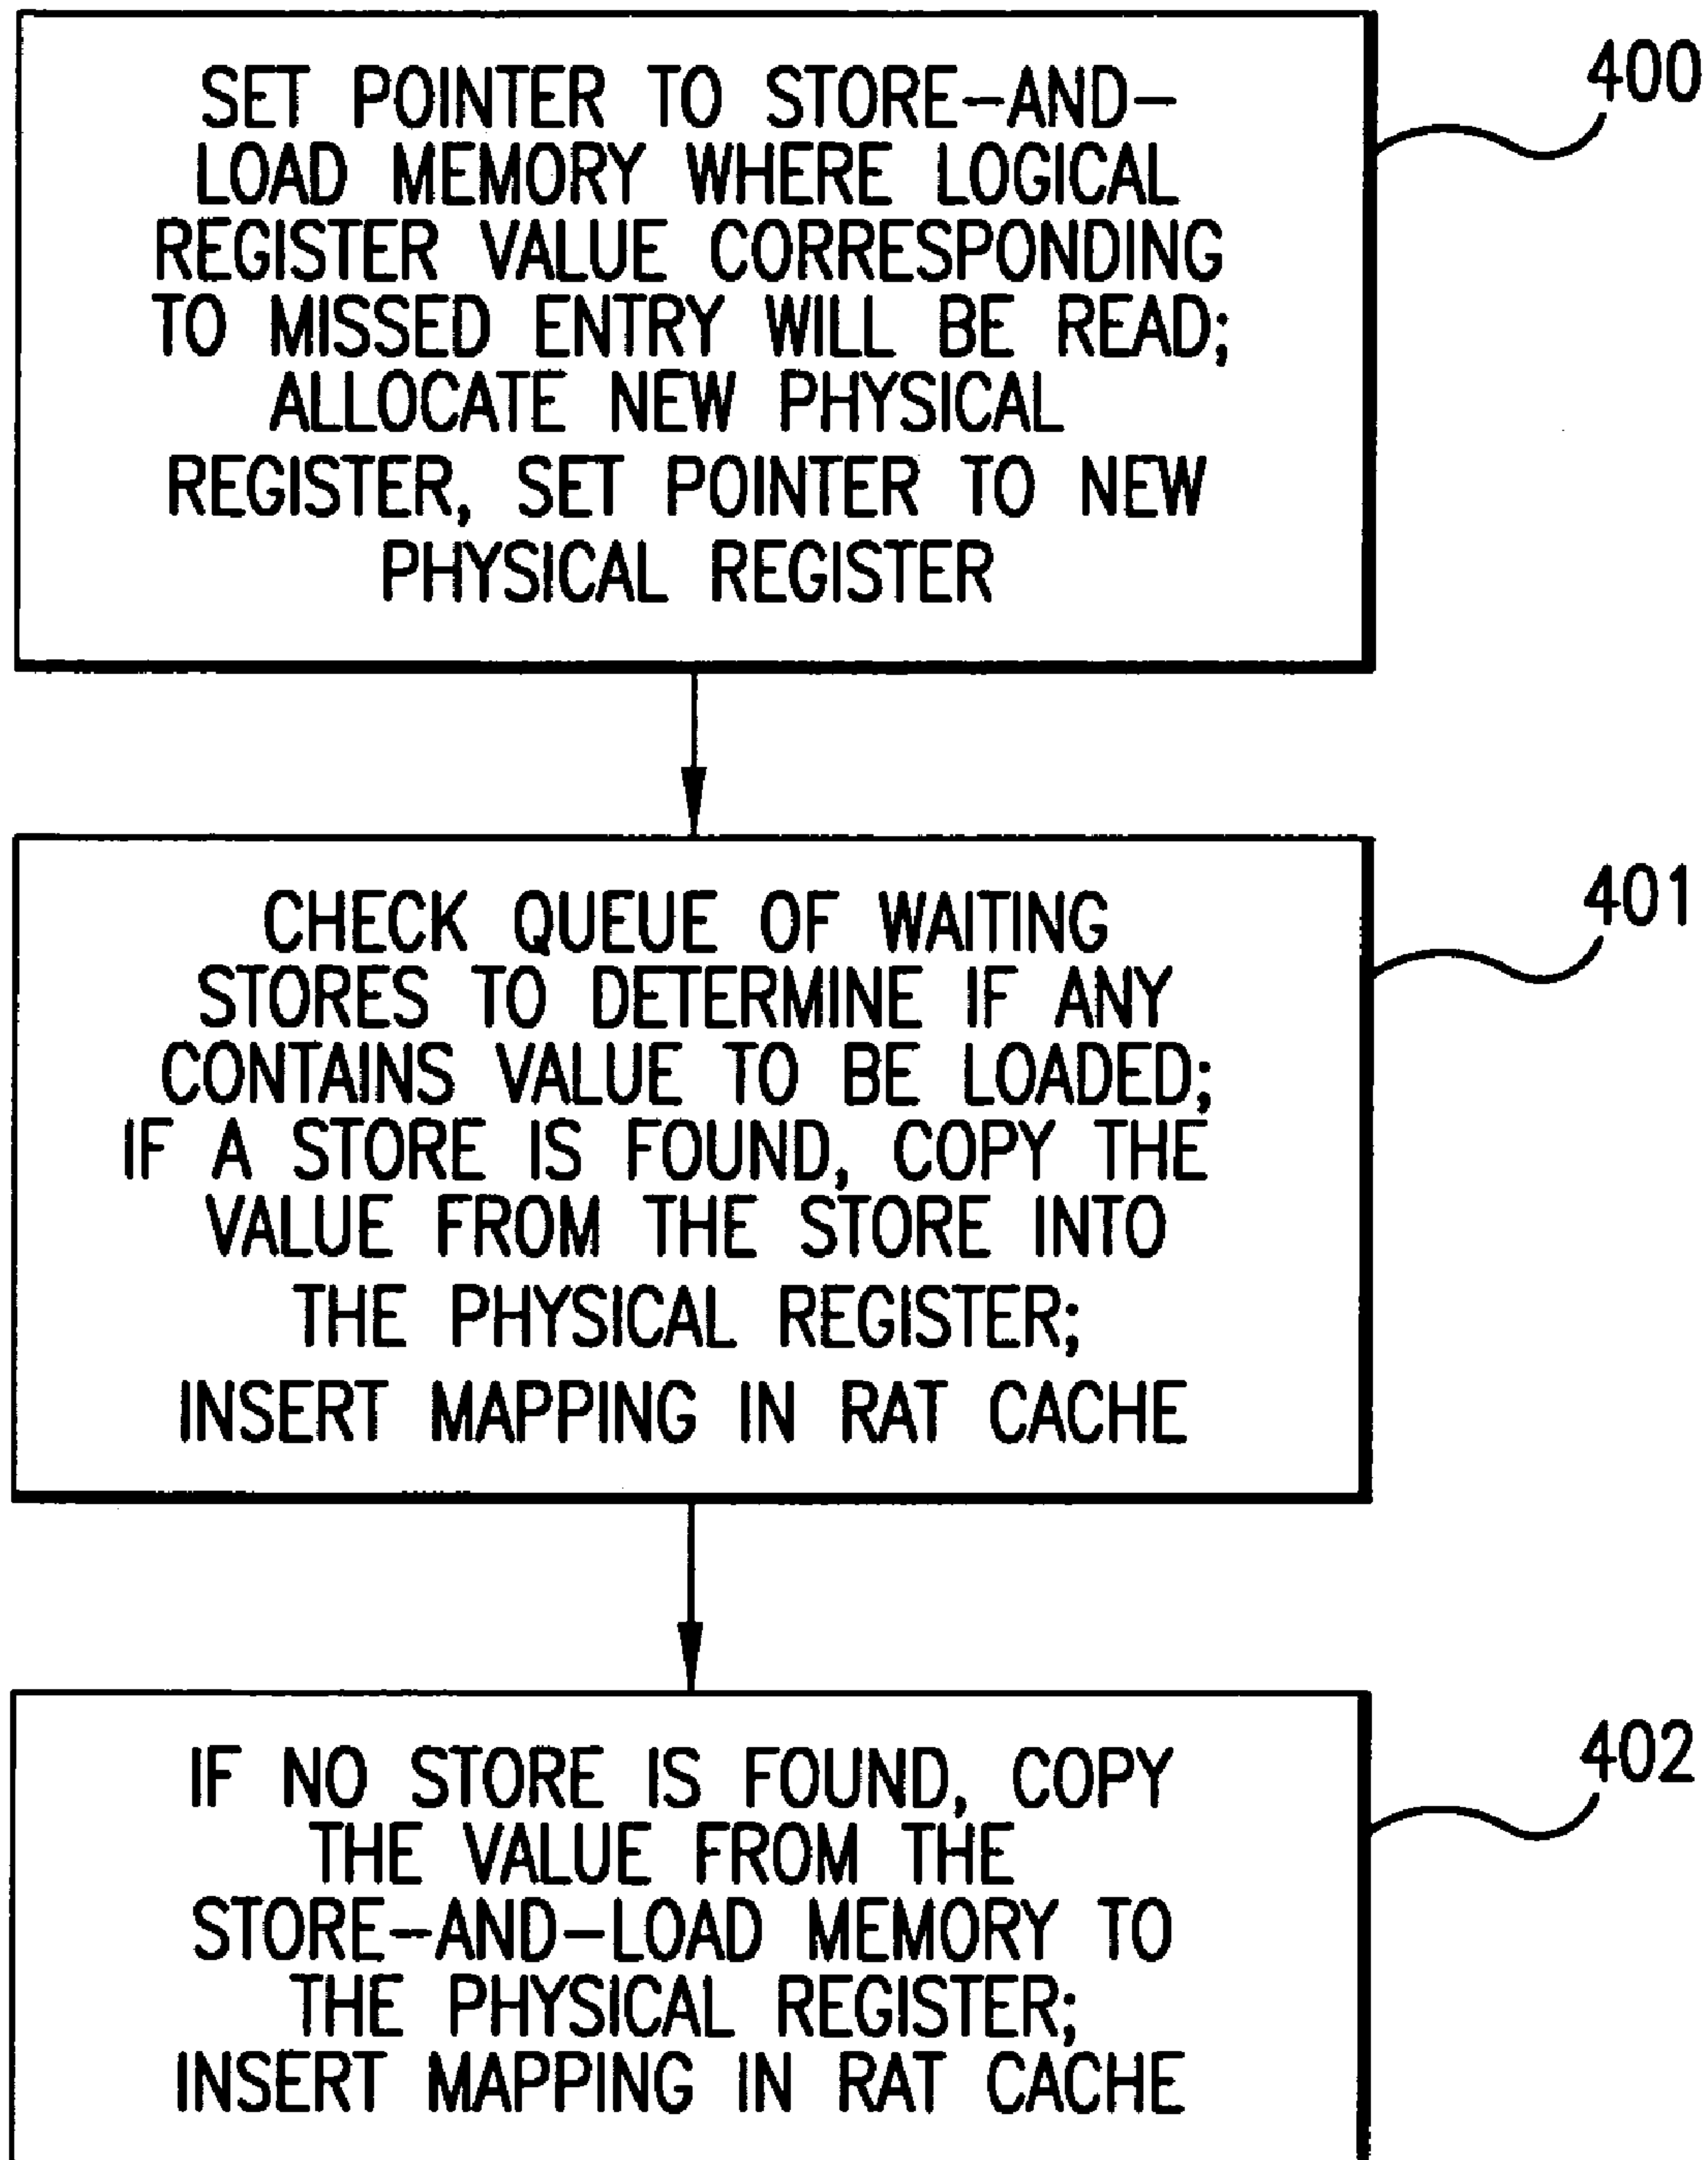 SET POINTER TO STORE-AND-
LOAD MEMORY WHERE LOGICAL
REGISTER VALUE CORRESPONDING
TO MISSED ENTRY WILL BE READ;
ALLOCATE NEW PHYSICAL
REGISTER, SET POINTER TO NEW
PHYSICAL REGISTER
400
CHECK QUEUE OF WAITING
STORES TO DETERMINE IF ANY
CONTAINS VALUE TO BE LOADED;
IF A STORE IS FOUND, COPY THE
VALUE FROM THE STORE INTO
THE PHYSICAL REGISTER;
INSERT MAPPING IN RAT CACHE
401
IF NO STORE IS FOUND, COPY
THE VALUE FROM THE
STORE-AND-LOAD MEMORY TO
THE PHYSICAL REGISTER;
INSERT MAPPING IN RAT CACHE
402